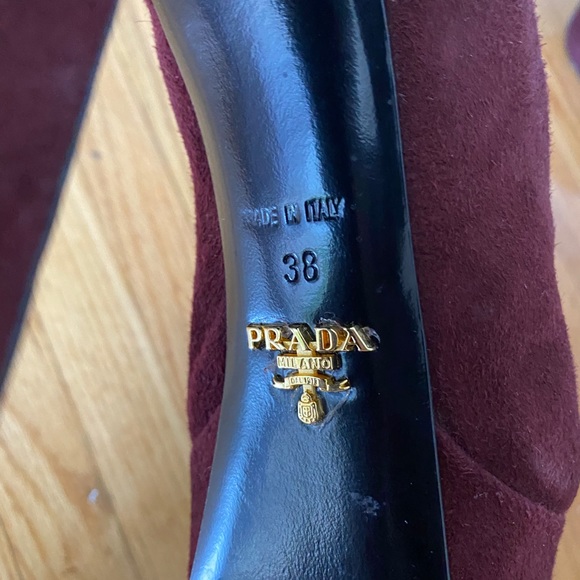 MADE IN ITALY
38
PRADA
MILANO
DAL 1913